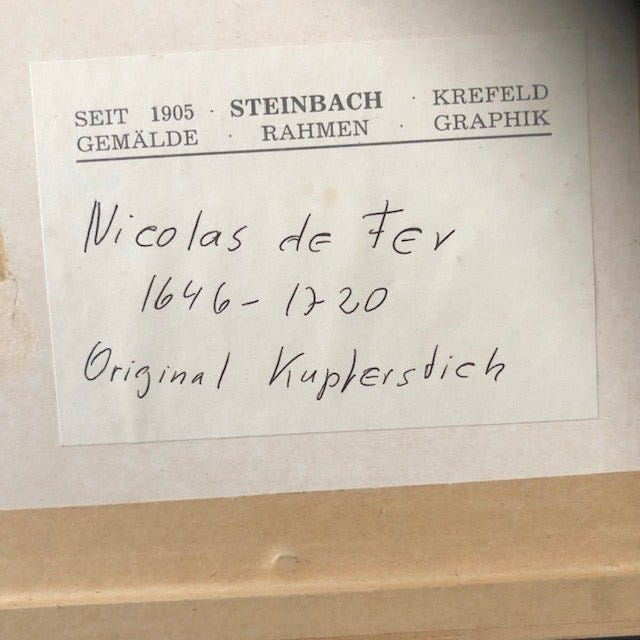 SEIT 1905 · STEINBACH · KREFELD
GEMÄLDE · RAHMEN · GRAPHIK
Nicolas de Fer
1646 - 1720
Original Kupferstich